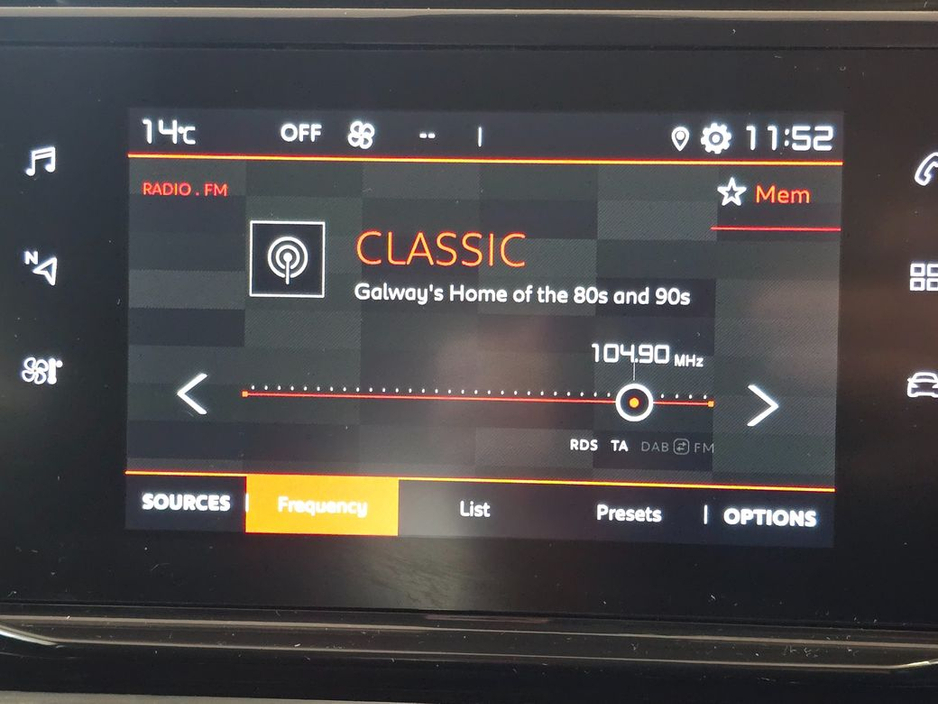 14°C OFF -- 11:52
RADIO . FM
Mem
CLASSIC
Galway's Home of the 80s and 90s
104.90 MHz
RDS TA DAB FM
SOURCES Frequency List Presets OPTIONS
N